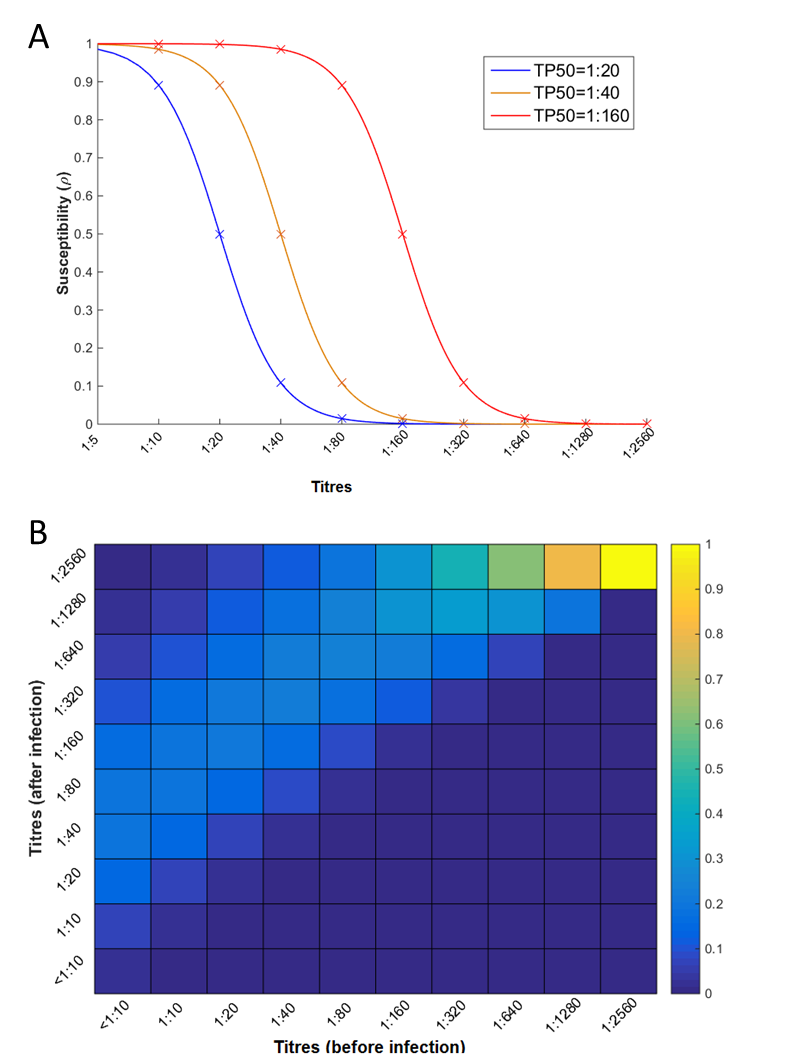 A
1
0.9
0.8
0.7
0.6
0.5
0.4
0.3
0.2
0.1
0
Susceptibility (ρ)
TP50=1:20
TP50=1:40
TP50=1:160
1:5 1:10 1:20 1:40 1:80 1:160 1:320 1:640 1:1280 1:2560
Titres
B
1:2560
1:1280
1:640
1:320
1:160
1:80
1:40
1:20
1:10
<1:10
Titres (after infection)
1
0.9
0.8
0.7
0.6
0.5
0.4
0.3
0.2
0.1
0
<1:10 1:10 1:20 1:40 1:80 1:160 1:320 1:640 1:1280 1:2560
Titres (before infection)